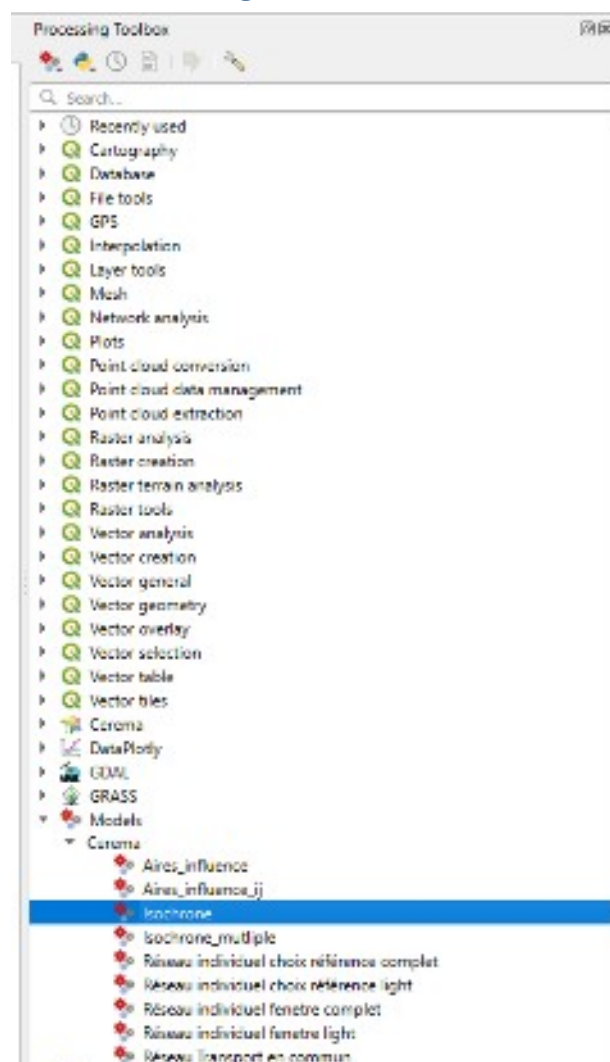 Processing Toolbox
Search...
Recently used
Cartography
Database
File tools
GPS
Interpolation
Layer tools
Mesh
Network analysis
Plots
Point cloud conversion
Point cloud data management
Point cloud extraction
Raster analysis
Raster creation
Raster terrain analysis
Raster tools
Vector analysis
Vector creation
Vector general
Vector geometry
Vector overlay
Vector selection
Vector table
Vector tiles
Cerema
DataPlotly
GDAL
GRASS
Models
Cerema
Aires_influence
Aires_influence_ij
Isochrone
Isochrone_mutliple
Réseau individuel choix référence complet
Réseau individuel choix référence light
Réseau individuel fenetre complet
Réseau individuel fenetre light
Réseau Transport en commun